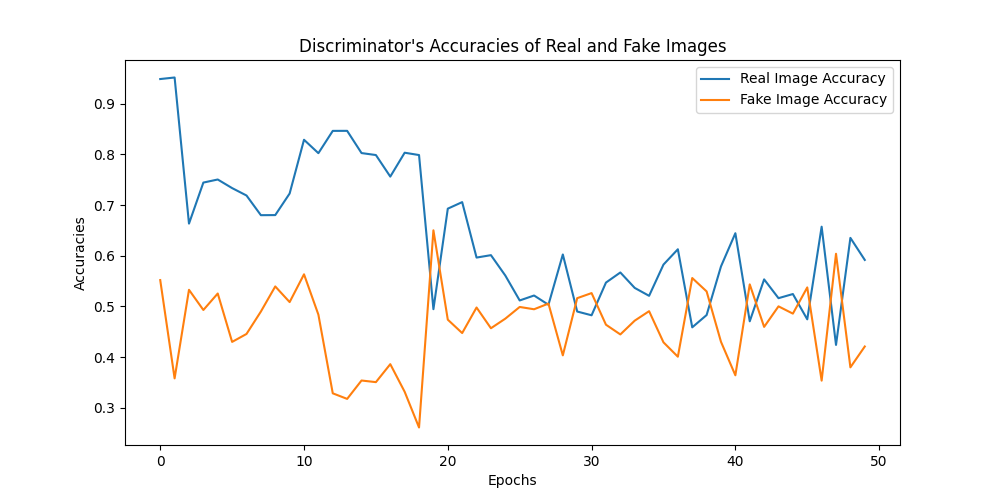 Discriminator's Accuracies of Real and Fake Images
Real Image Accuracy
Fake Image Accuracy
Accuracies
0.9
0.8
0.7
0.6
0.5
0.4
0.3
0 10 20 30 40 50
Epochs